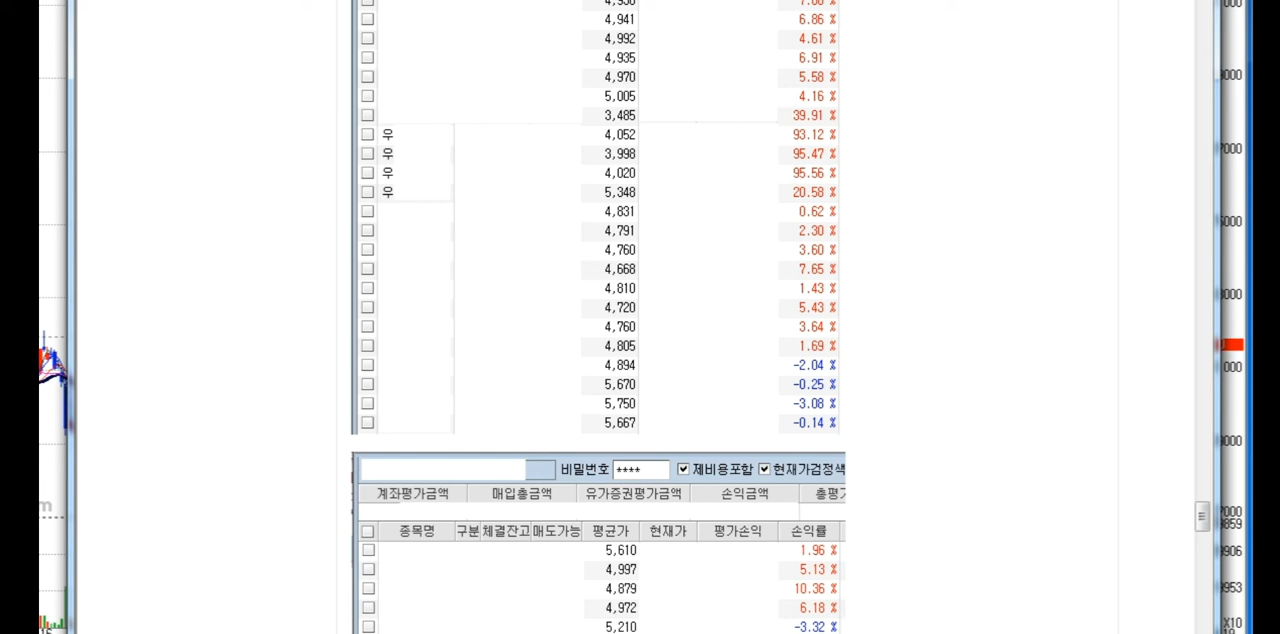 4,941 6.86 %
4,992 4.61 %
4,935 6.91 %
4,970 5.58 %
5,005 4.16 %
3,485 39.91 %
우 4,052 93.12 %
우 3,998 95.47 %
우 4,020 95.56 %
우 5,348 20.58 %
4,831 0.62 %
4,791 2.30 %
4,760 3.60 %
4,668 7.65 %
4,810 1.43 %
4,720 5.43 %
4,760 3.64 %
4,805 1.69 %
4,894 -2.04 %
5,670 -0.25 %
5,750 -3.08 %
5,667 -0.14 %
비밀번호 **** 제비용포함 현재가검정색
계좌평가금액 매입총금액 유가증권평가금액 손익금액 총평가
종목명 구분 체결잔고 매도가능 평균가 현재가 평가손익 손익률
5,610 1.96 %
4,997 5.13 %
4,879 10.36 %
4,972 6.18 %
5,210 -3.32 %